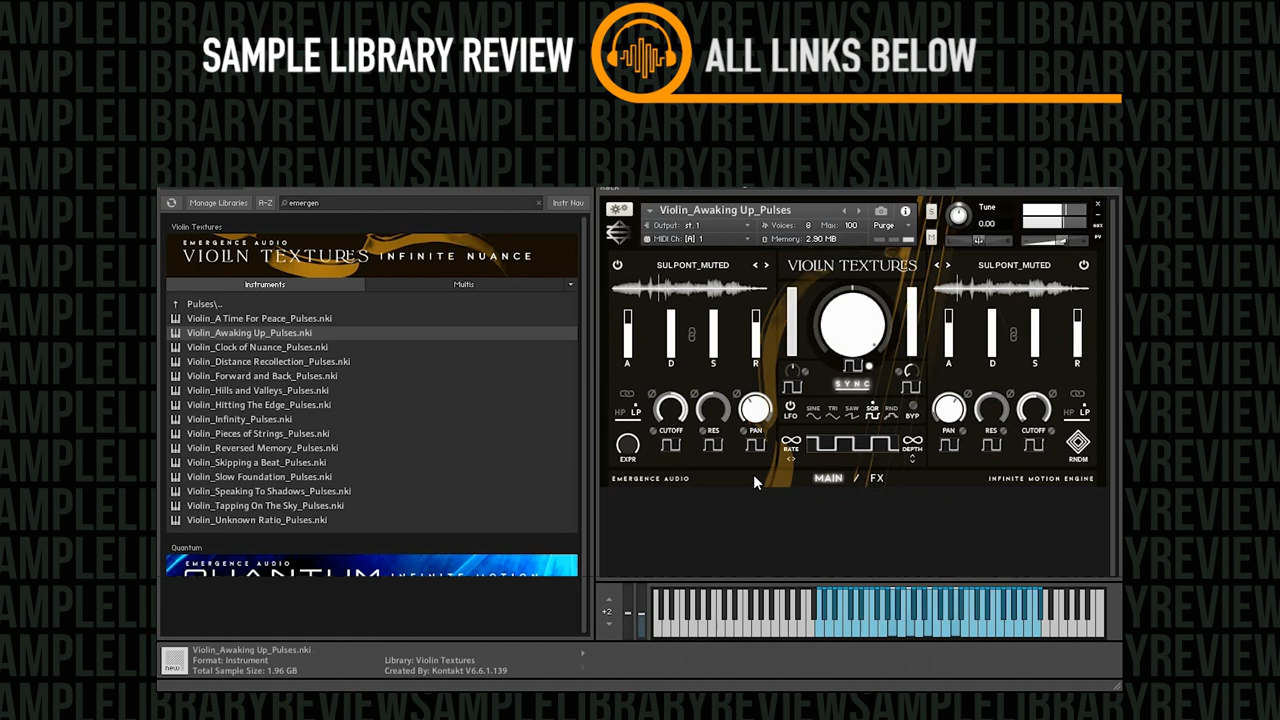 SAMPLE LIBRARY REVIEW ALL LINKS BELOW
Manage Libraries A-Z emergen × Instr Nav
Violin Textures
EMERGENCE AUDIO
VIOLIN TEXTURES INFINITE NUANCE
Instruments Multis
Pulses\..
Violin_A Time For Peace_Pulses.nki
Violin_Awaking Up_Pulses.nki
Violin_Clock of Nuance_Pulses.nki
Violin_Distance Recollection_Pulses.nki
Violin_Forward and Back_Pulses.nki
Violin_Hills and Valleys_Pulses.nki
Violin_Hitting The Edge_Pulses.nki
Violin_Infinity_Pulses.nki
Violin_Pieces of Strings_Pulses.nki
Violin_Reversed Memory_Pulses.nki
Violin_Skipping a Beat_Pulses.nki
Violin_Slow Foundation_Pulses.nki
Violin_Speaking To Shadows_Pulses.nki
Violin_Tapping On The Sky_Pulses.nki
Violin_Unknown Ratio_Pulses.nki
Quantum
EMERGENCE AUDIO
QUANTUM INFINITE MOTION
Violin_Awaking Up_Pulses.nki
Format: Instrument Library: Violin Textures
Total Sample Size: 1.96 GB Created By: Kontakt V6.6.1.139
new
Violin_Awaking Up_Pulses
Output: st.1 Voices: 8 Max: 100 Purge
MIDI Ch: [A] 1 Memory: 2.90 MB
S
M
Tune
0.00
AUX
PV
SULPONT_MUTED VIOLIN TEXTURES SULPONT_MUTED
A D S R A D S R
SYNC
HP LP HP LP
LFO SINE TRI SAW SQR RND BYP
CUTOFF RES PAN PAN RES CUTOFF
EXPR RATE DEPTH RNDM
EMERGENCE AUDIO MAIN / FX INFINITE MOTION ENGINE
+2